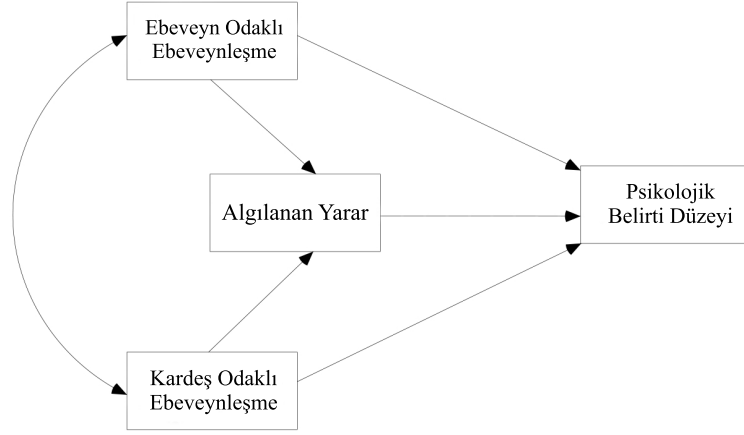 Ebeveyn Odaklı
Ebeveynleşme
Algılanan Yarar
Psikolojik
Belirti Düzeyi
Kardeş Odaklı
Ebeveynleşme